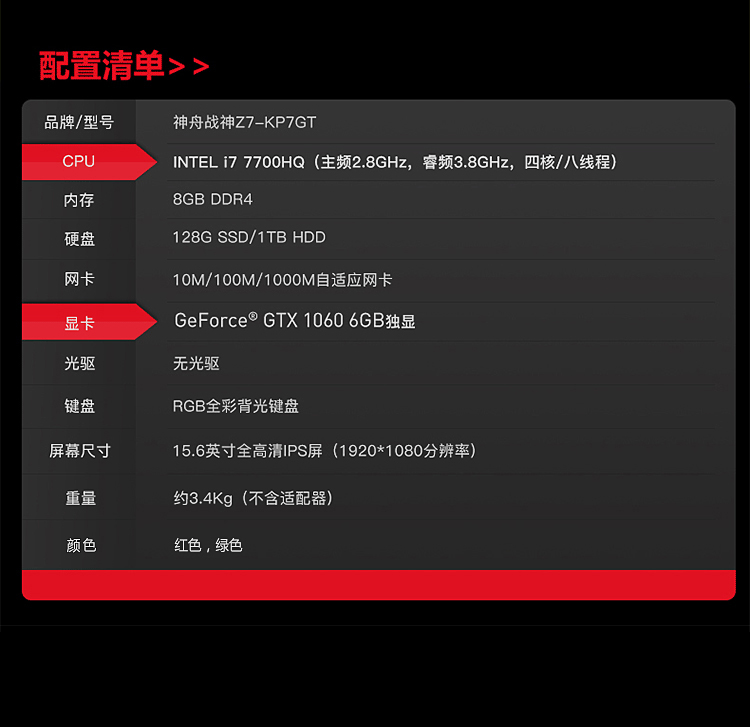 配置清单>>
品牌/型号 神舟战神Z7-KP7GT
CPU INTEL i7 7700HQ（主频2.8GHz，睿频3.8GHz，四核/八线程）
内存 8GB DDR4
硬盘 128G SSD/1TB HDD
网卡 10M/100M/1000M自适应网卡
显卡 GeForce® GTX 1060 6GB独显
光驱 无光驱
键盘 RGB全彩背光键盘
屏幕尺寸 15.6英寸全高清IPS屏（1920*1080分辨率）
重量 约3.4Kg（不含适配器）
颜色 红色 , 绿色